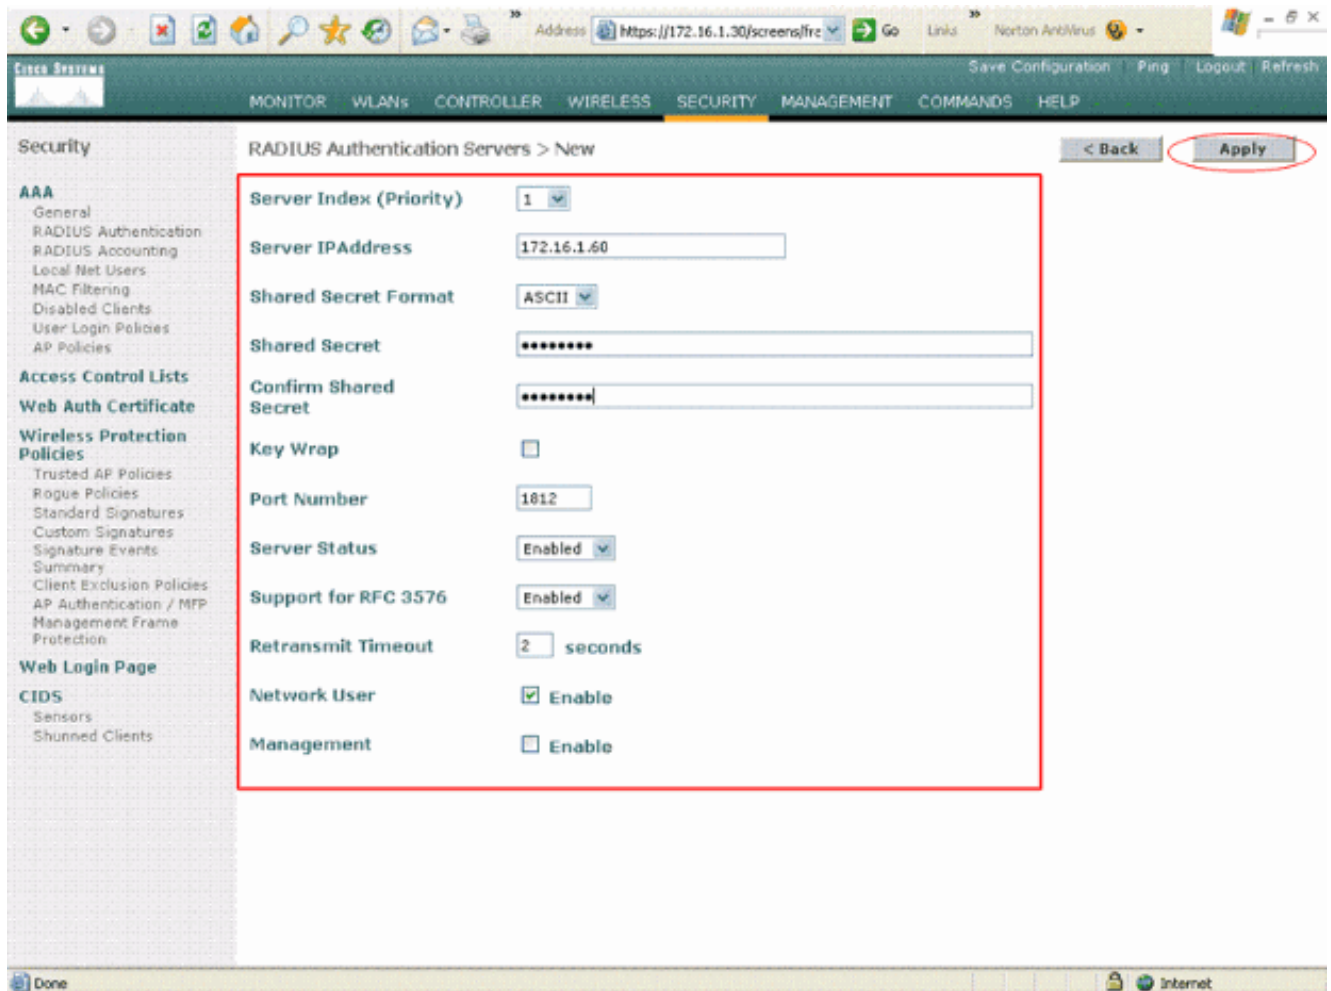 Address https://172.16.1.30/screens/fra Go Links Norton AntiVirus
CISCO SYSTEMS
Save Configuration Ping Logout Refresh
MONITOR WLANs CONTROLLER WIRELESS SECURITY MANAGEMENT COMMANDS HELP
Security
AAA
General
RADIUS Authentication
RADIUS Accounting
Local Net Users
MAC Filtering
Disabled Clients
User Login Policies
AP Policies
Access Control Lists
Web Auth Certificate
Wireless Protection
Policies
Trusted AP Policies
Rogue Policies
Standard Signatures
Custom Signatures
Signature Events
Summary
Client Exclusion Policies
AP Authentication / MFP
Management Frame
Protection
Web Login Page
CIDS
Sensors
Shunned Clients
RADIUS Authentication Servers > New
< Back Apply
Server Index (Priority) 1
Server IPAddress 172.16.1.60
Shared Secret Format ASCII
Shared Secret ••••••••
Confirm Shared
Secret ••••••••
Key Wrap
Port Number 1812
Server Status Enabled
Support for RFC 3576 Enabled
Retransmit Timeout 2 seconds
Network User Enable
Management Enable
Done Internet